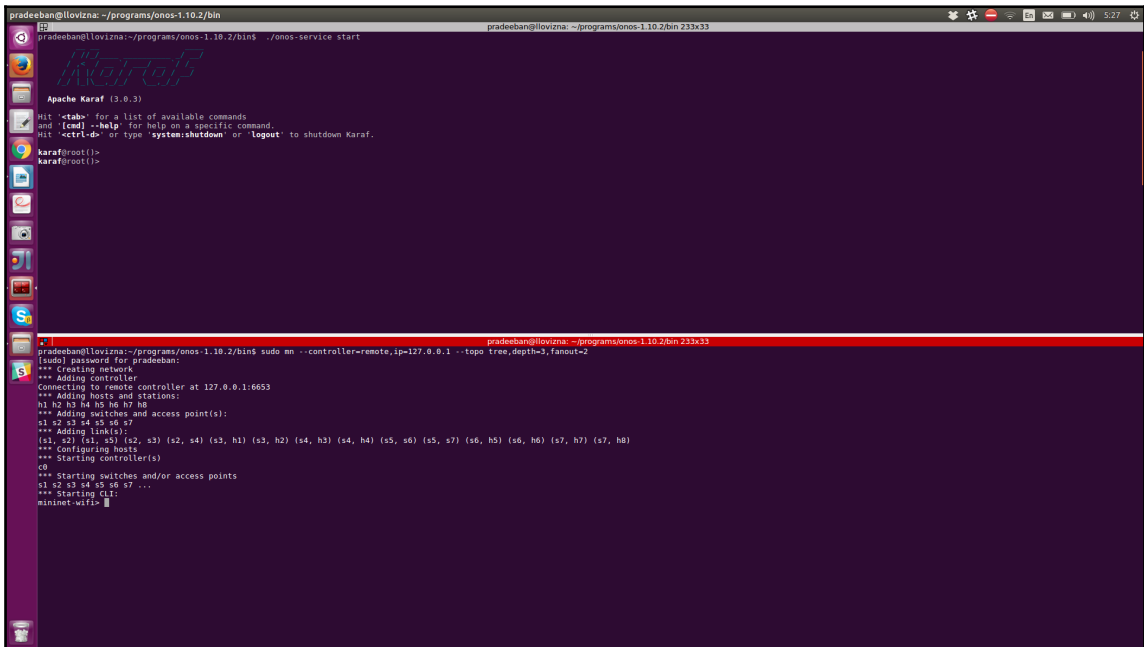 pradeeban@llovizna: ~/programs/onos-1.10.2/bin
En
5:27
pradeeban@llovizna: ~/programs/onos-1.10.2/bin 233x33
pradeeban@llovizna:~/programs/onos-1.10.2/bin$ ./onos-service start
Apache Karaf (3.0.3)
Hit '<tab>' for a list of available commands
and '[cmd] --help' for help on a specific command.
Hit '<ctrl-d>' or type 'system:shutdown' or 'logout' to shutdown Karaf.
karaf@root()>
karaf@root()>
pradeeban@llovizna: ~/programs/onos-1.10.2/bin 233x33
pradeeban@llovizna:~/programs/onos-1.10.2/bin$ sudo mn --controller=remote,ip=127.0.0.1 --topo tree,depth=3,fanout=2
[sudo] password for pradeeban:
*** Creating network
*** Adding controller
Connecting to remote controller at 127.0.0.1:6653
*** Adding hosts and stations:
h1 h2 h3 h4 h5 h6 h7 h8
*** Adding switches and access point(s):
s1 s2 s3 s4 s5 s6 s7
*** Adding link(s):
(s1, s2) (s1, s5) (s2, s3) (s2, s4) (s3, h1) (s3, h2) (s4, h3) (s4, h4) (s5, s6) (s5, s7) (s6, h5) (s6, h6) (s7, h7) (s7, h8)
*** Configuring hosts
*** Starting controller(s)
c0
*** Starting switches and/or access points
s1 s2 s3 s4 s5 s6 s7 ...
*** Starting CLI:
mininet-wifi>